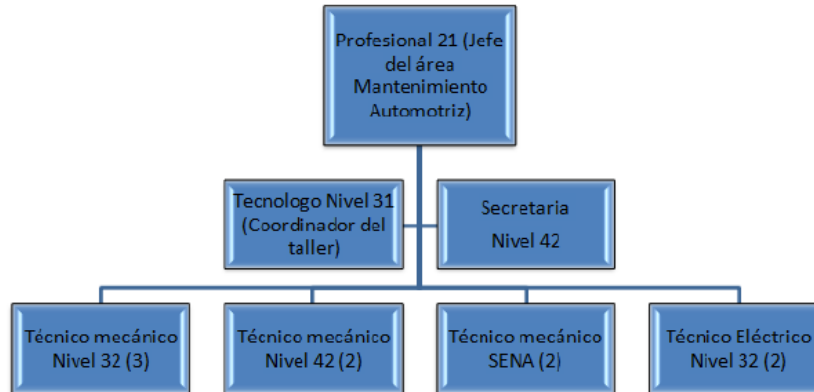 Profesional 21 (Jefe
del área
Mantenimiento
Automotriz)
Tecnologo Nivel 31
(Coordinador del
taller)
Secretaria
Nivel 42
Técnico mecánico
Nivel 32 (3)
Técnico mecánico
Nivel 42 (2)
Técnico mecánico
SENA (2)
Técnico Eléctrico
Nivel 32 (2)